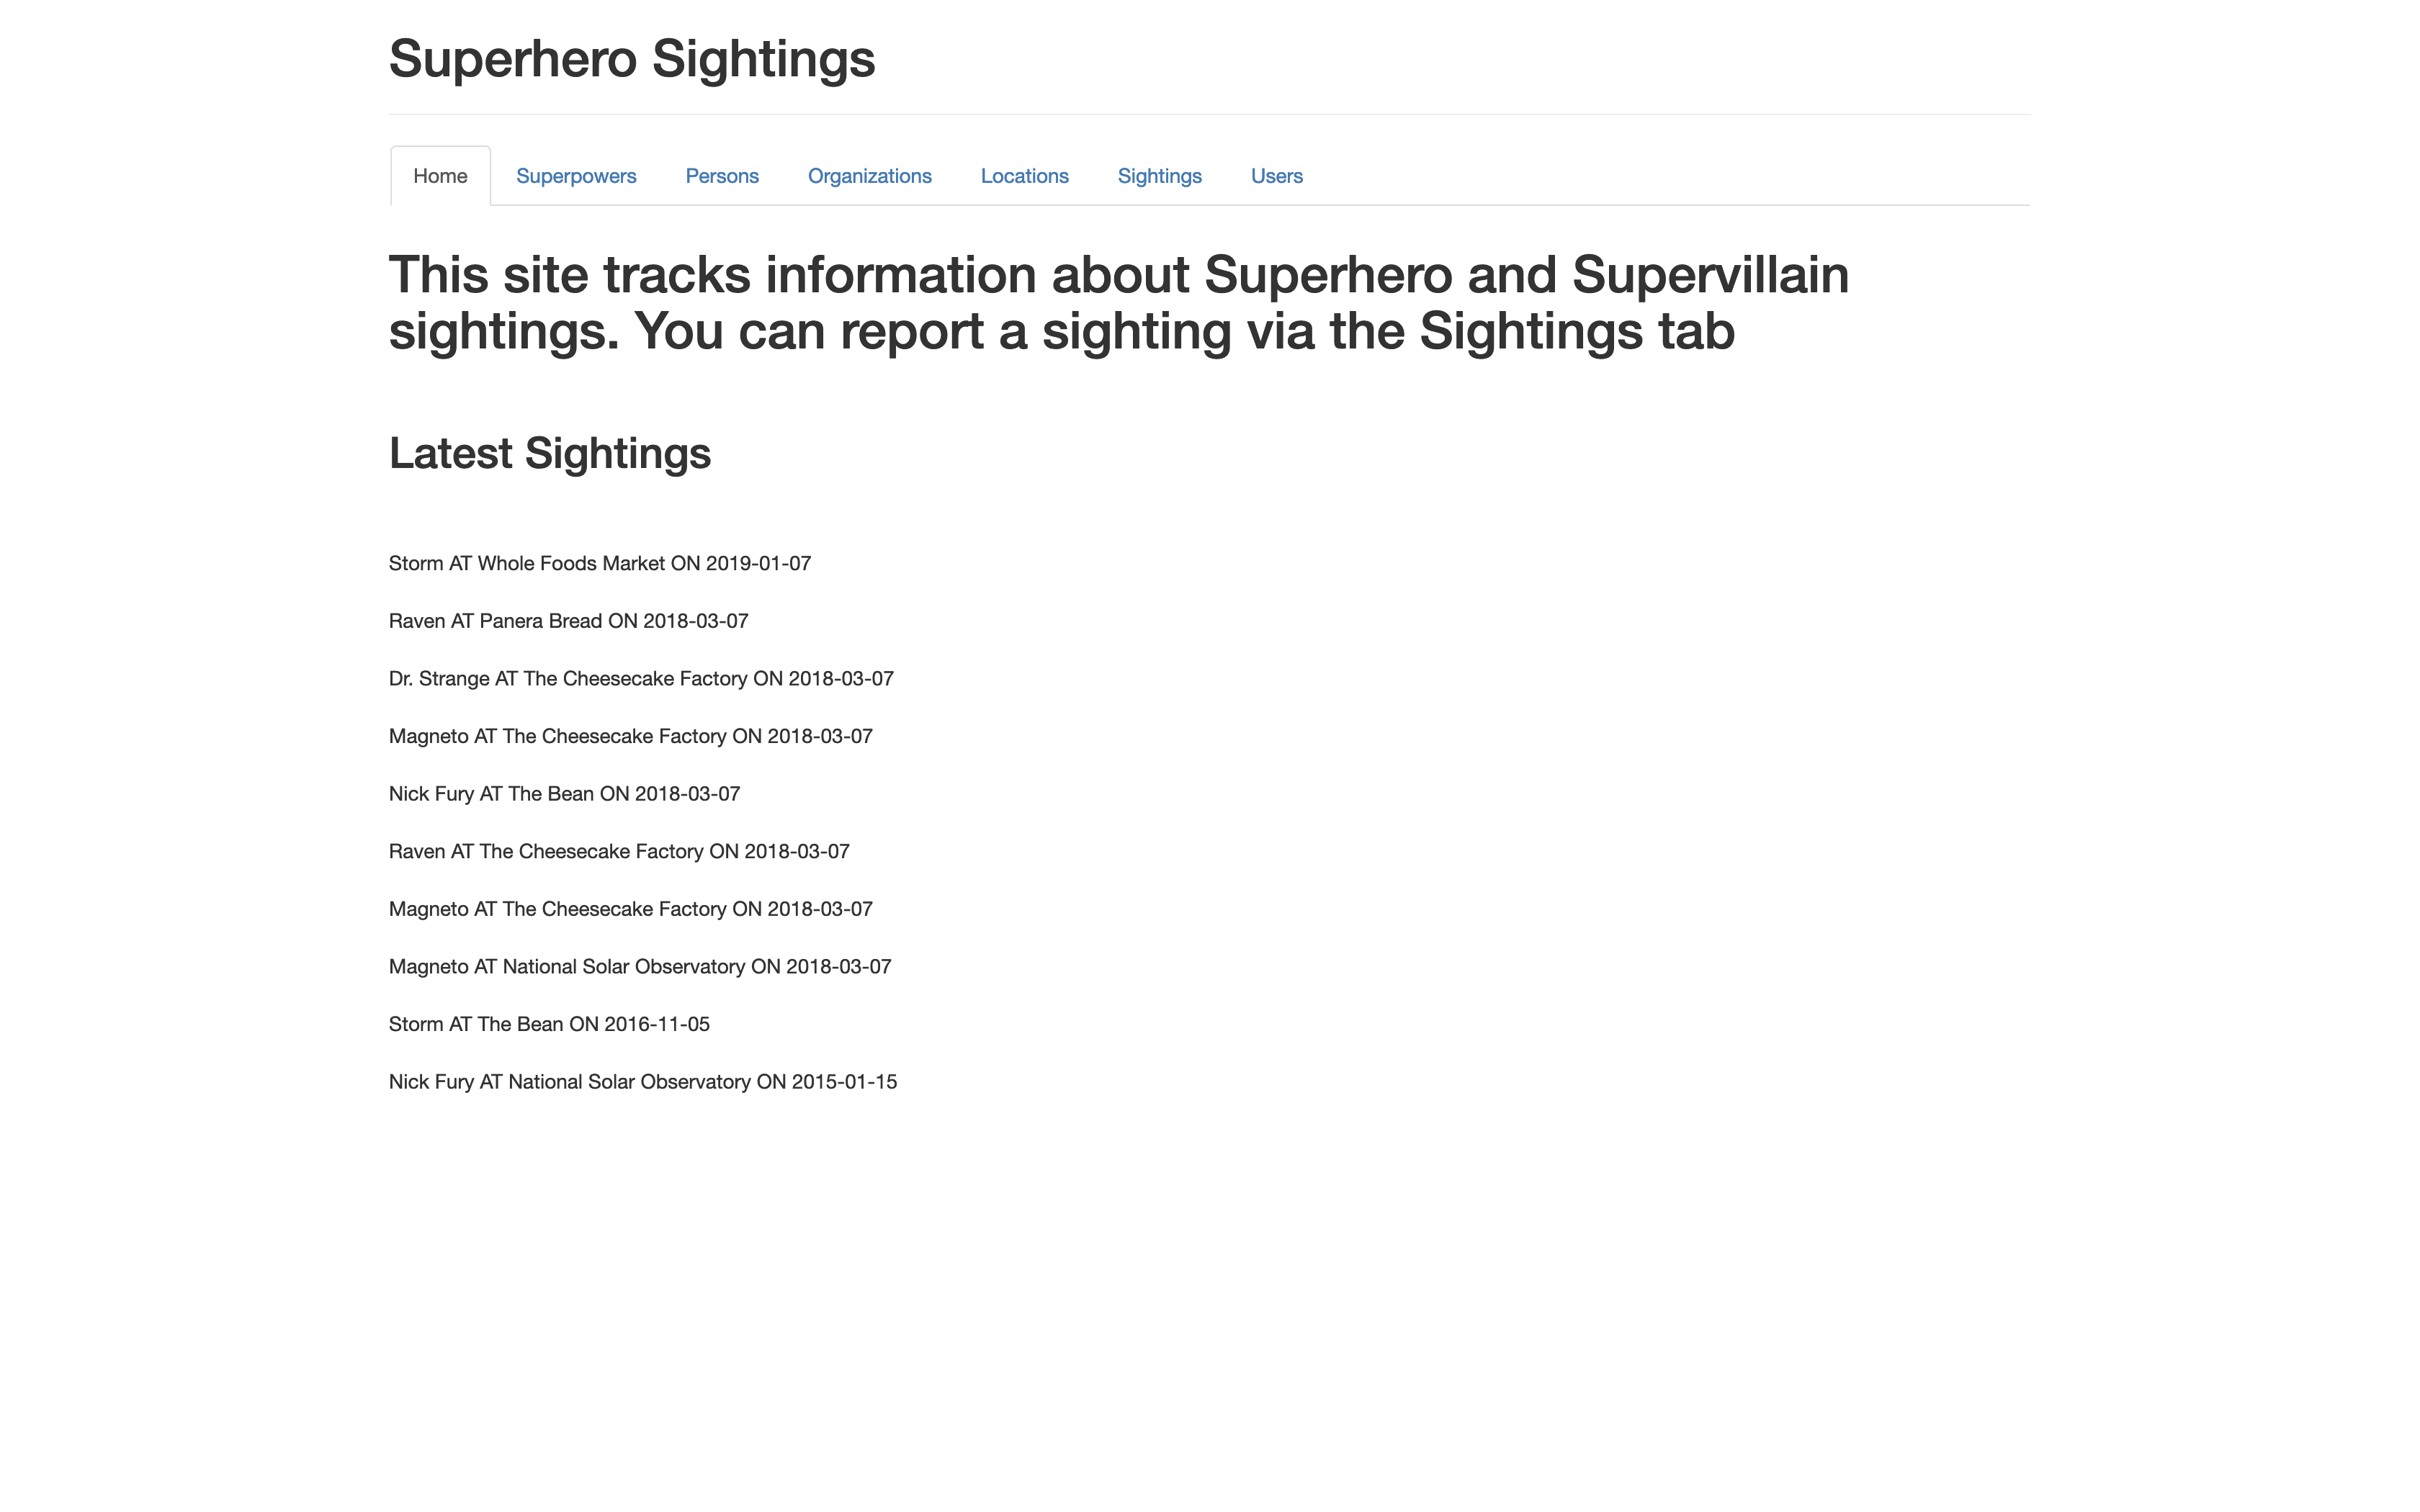 Superhero Sightings
Home Superpowers Persons Organizations Locations Sightings Users
This site tracks information about Superhero and Supervillain
sightings. You can report a sighting via the Sightings tab
Latest Sightings
Storm AT Whole Foods Market ON 2019-01-07
Raven AT Panera Bread ON 2018-03-07
Dr. Strange AT The Cheesecake Factory ON 2018-03-07
Magneto AT The Cheesecake Factory ON 2018-03-07
Nick Fury AT The Bean ON 2018-03-07
Raven AT The Cheesecake Factory ON 2018-03-07
Magneto AT The Cheesecake Factory ON 2018-03-07
Magneto AT National Solar Observatory ON 2018-03-07
Storm AT The Bean ON 2016-11-05
Nick Fury AT National Solar Observatory ON 2015-01-15